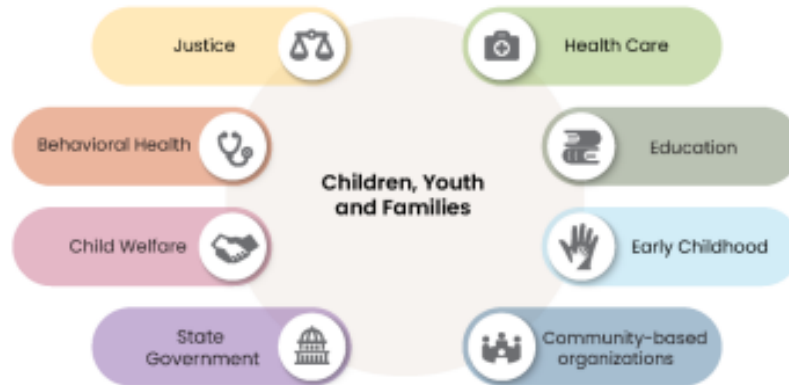 Justice
Health Care
Behavioral Health
Education
Children, Youth
and Families
Child Welfare
Early Childhood
State
Government
Community-based
organizations